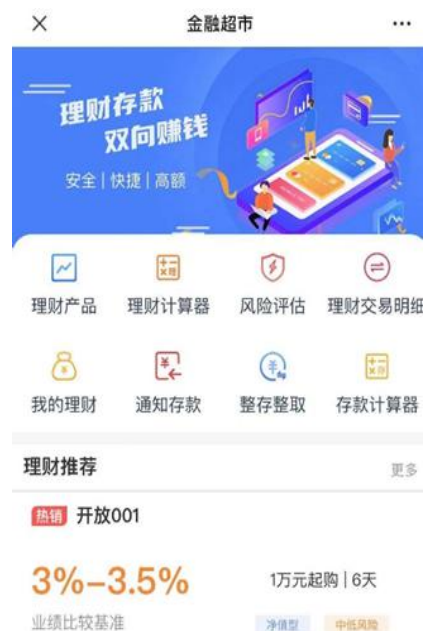 金融超市
理财存款
双向赚钱
安全 | 快捷 | 高额
理财产品 理财计算器 风险评估 理财交易明细
我的理财 通知存款 整存整取 存款计算器
理财推荐 更多
热销 开放001
3%-3.5% 1万元起购 | 6天
业绩比较基准 净值型 中低风险